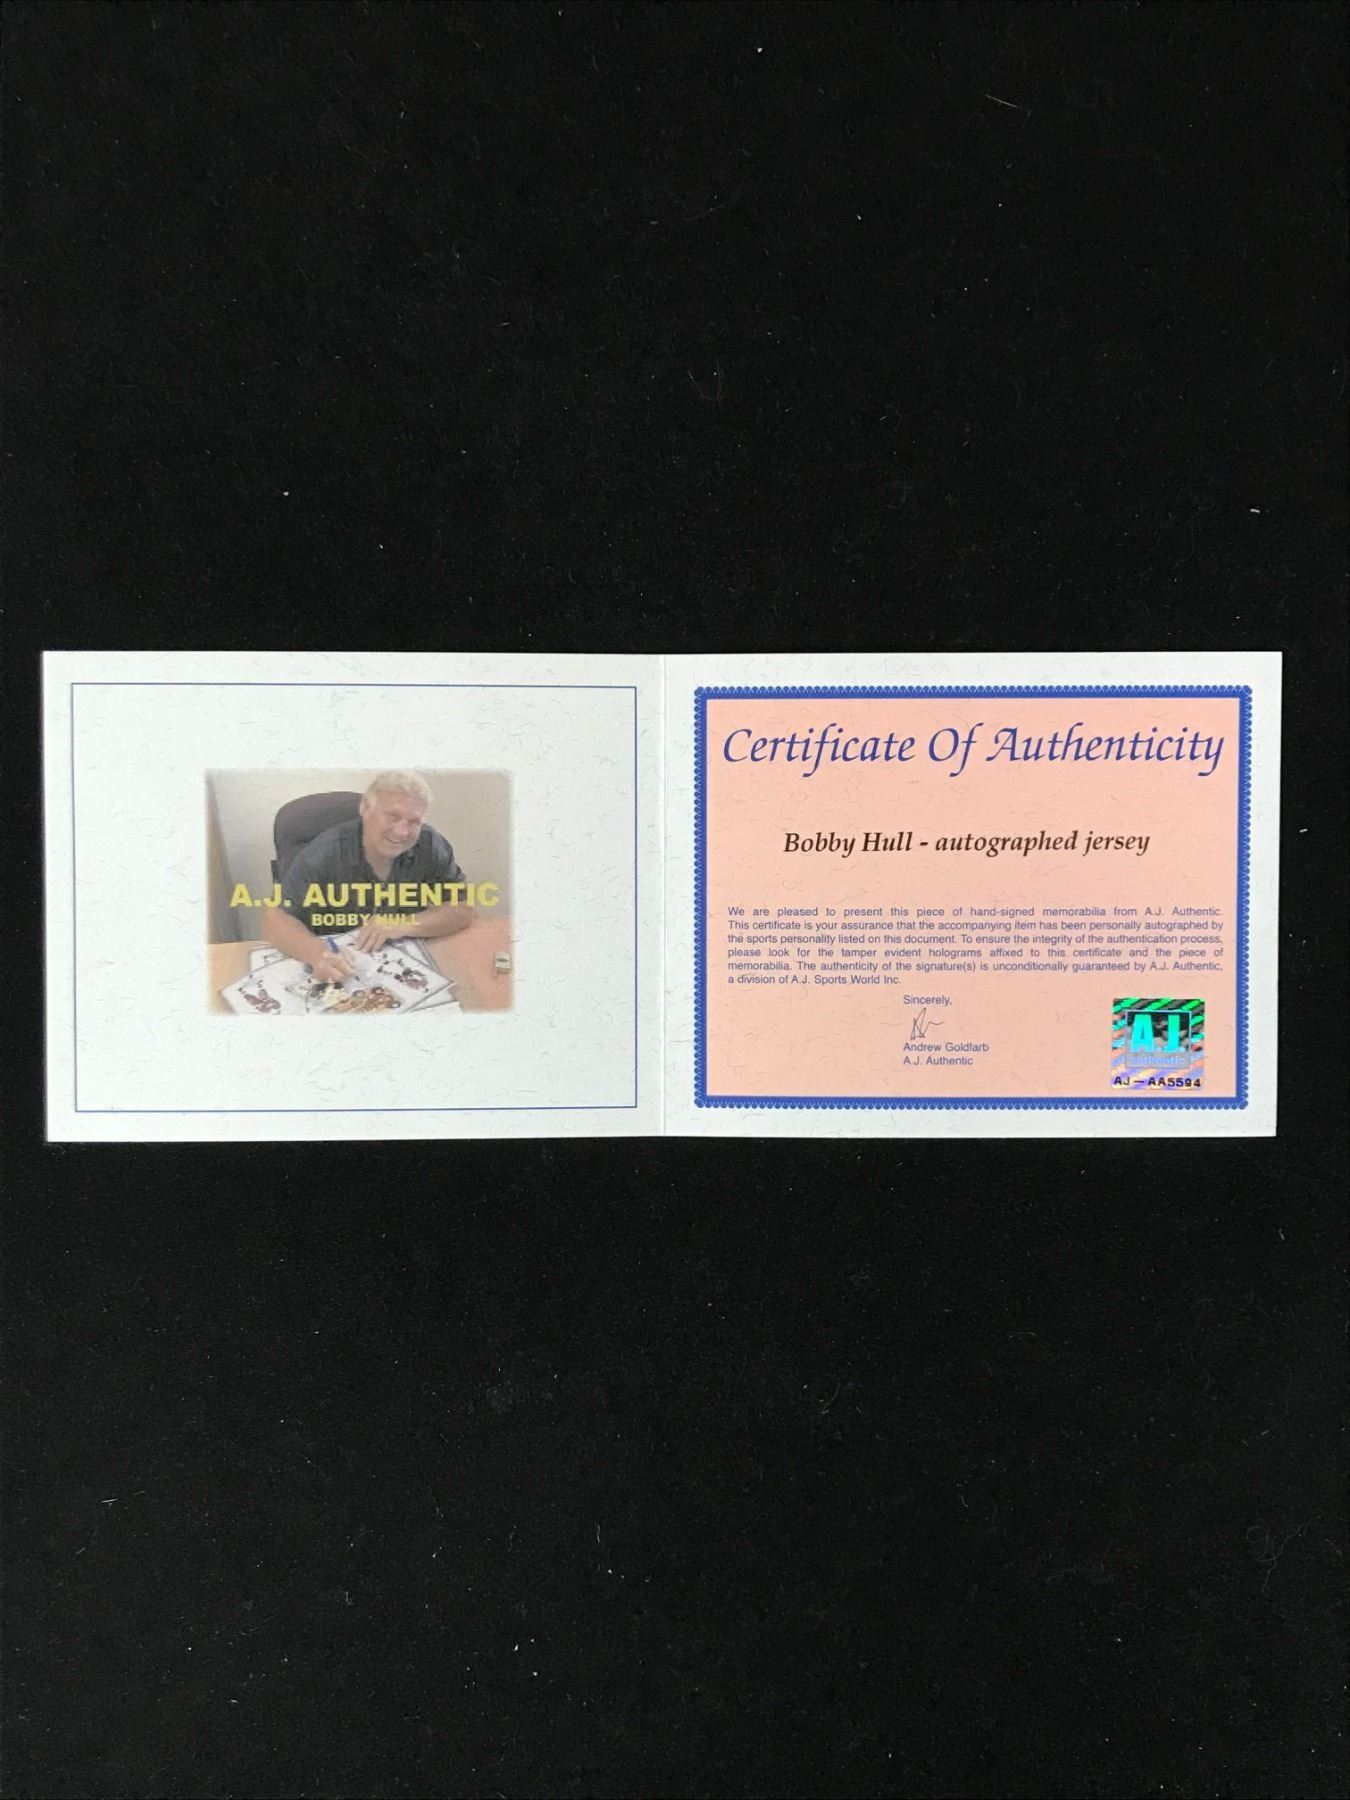 A.J. AUTHENTIC
BOBBY HULL
Certificate Of Authenticity
Bobby Hull - autographed jersey
We are pleased to present this piece of hand-signed memorabilia from A.J. Authentic.
This certificate is your assurance that the accompanying item has been personally autographed by
the sports personality listed on this document. To ensure the integrity of the authentication process,
please look for the tamper evident holograms affixed to this certificate and the piece of
memorabilia. The authenticity of the signature(s) is unconditionally guaranteed by A.J. Authentic,
a division of A.J. Sports World Inc.
Sincerely,
Andrew Goldfarb
A.J. Authentic
A.J.
authentic
AJ - AA5594